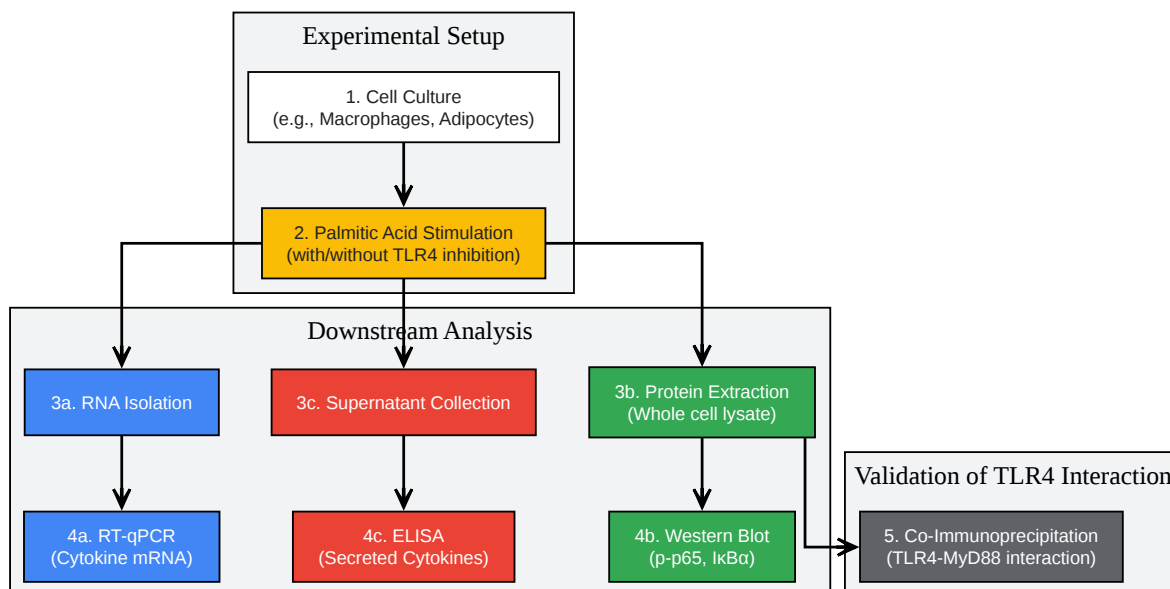 Experimental Setup
1. Cell Culture
(e.g., Macrophages, Adipocytes)
2. Palmitic Acid Stimulation
(with/without TLR4 inhibition)
Downstream Analysis
3a. RNA Isolation
3c. Supernatant Collection
3b. Protein Extraction
(Whole cell lysate)
Validation of TLR4 Interaction
4a. RT-qPCR
(Cytokine mRNA)
4c. ELISA
(Secreted Cytokines)
4b. Western Blot
(p-p65, IκBα)
5. Co-Immunoprecipitation
(TLR4-MyD88 interaction)